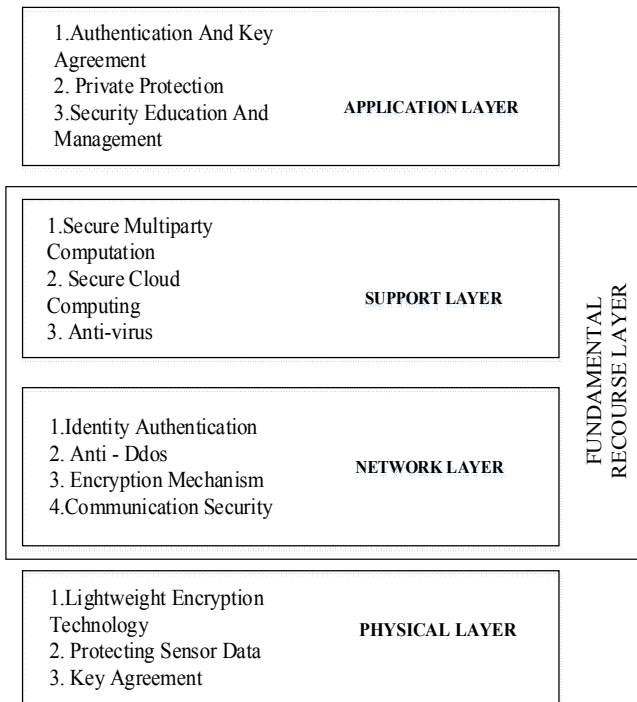 1.Authentication And Key
Agreement
2. Private Protection
3.Security Education And
Management
APPLICATION LAYER
1.Secure Multiparty
Computation
2. Secure Cloud
Computing
3. Anti-virus
SUPPORT LAYER
1.Identity Authentication
2. Anti - Ddos
3. Encryption Mechanism
4.Communication Security
NETWORK LAYER
FUNDAMENTAL
RECOURSE LAYER
1.Lightweight Encryption
Technology
2. Protecting Sensor Data
3. Key Agreement
PHYSICAL LAYER